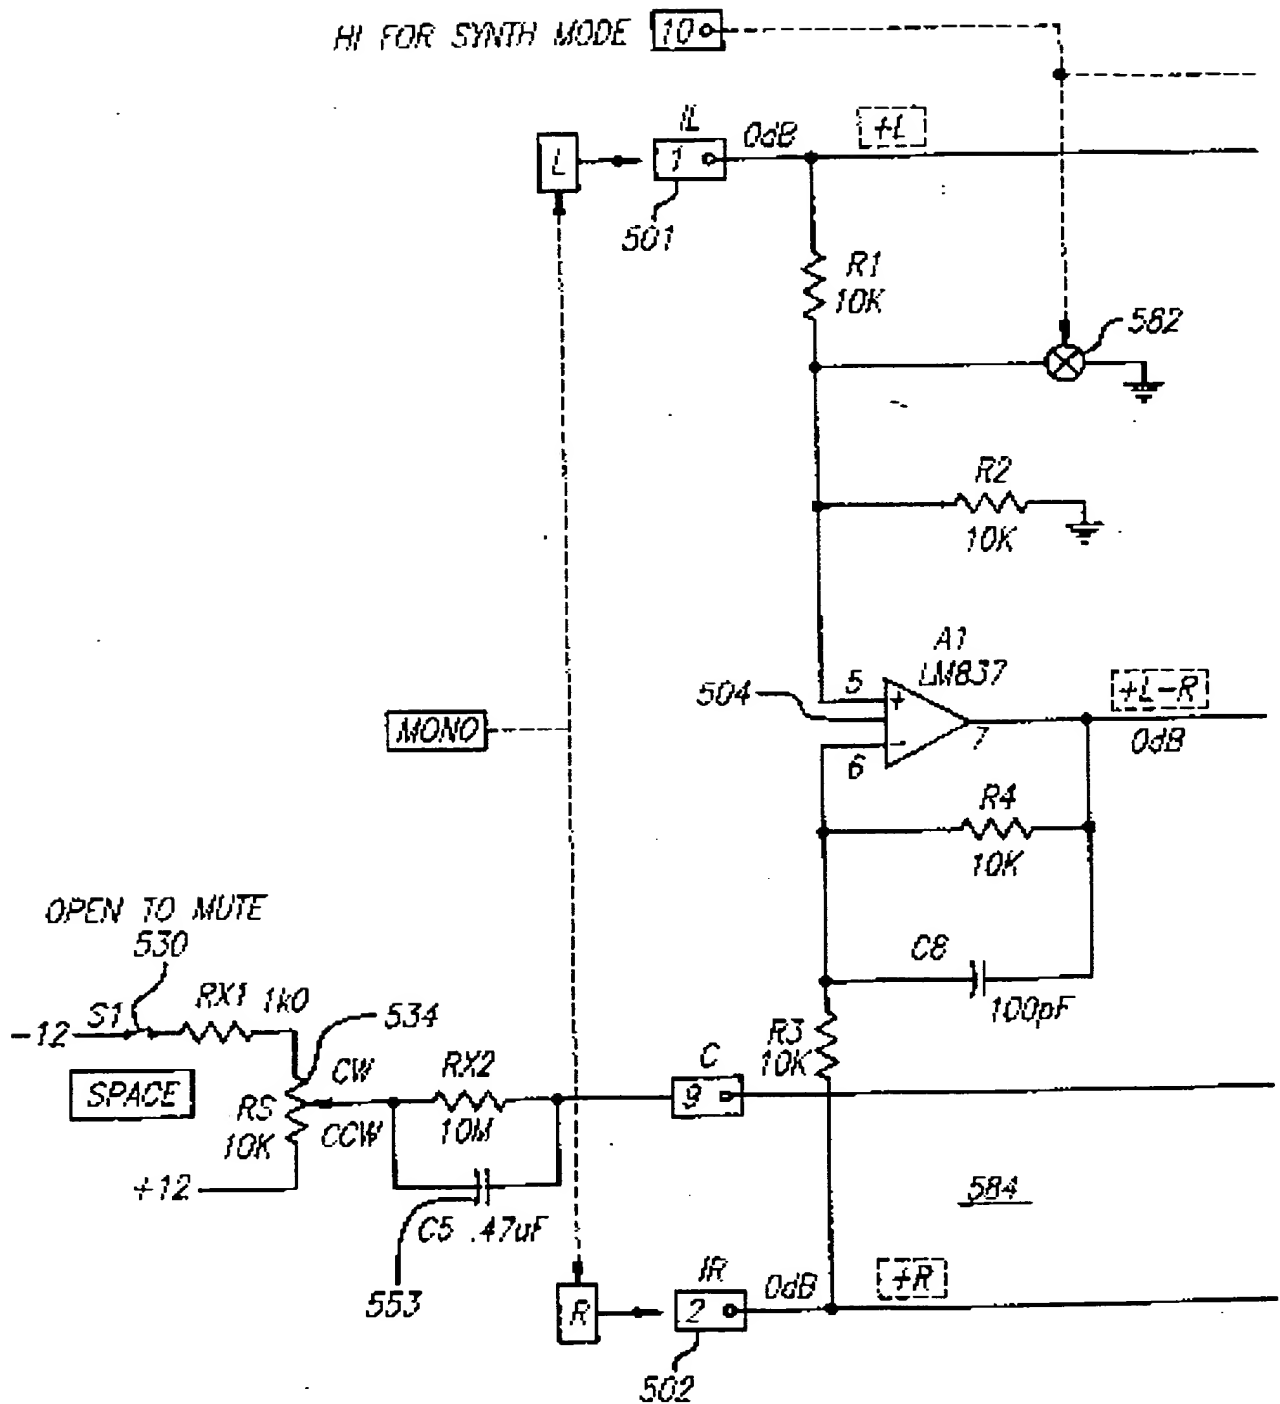 HI FOR SYNTH MODE 10
IL
L
1
0dB
+L
501
R1
10K
582
R2
10K
A1
LM837
504
5
+
-
6
7
+L-R
0dB
MONO
R4
10K
OPEN TO MUTE
530
C8
100pF
-12
S1
RX1 1k0
534
R3
10K
SPACE
CW
RS
10K
CCW
RX2
10M
C
9
+12
C5 .47uF
553
584
IR
R
2
0dB
+R
502